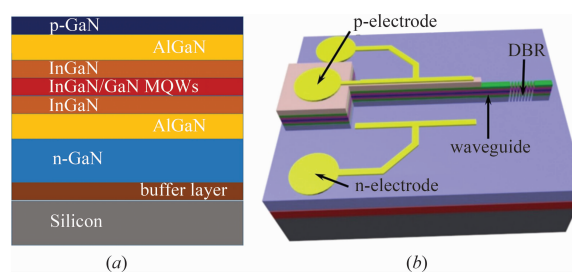 p-GaN
AlGaN
InGaN
InGaN/GaN MQWs
InGaN
AlGaN
n-GaN
buffer layer
Silicon
(a)
p-electrode
DBR
waveguide
n-electrode
(b)